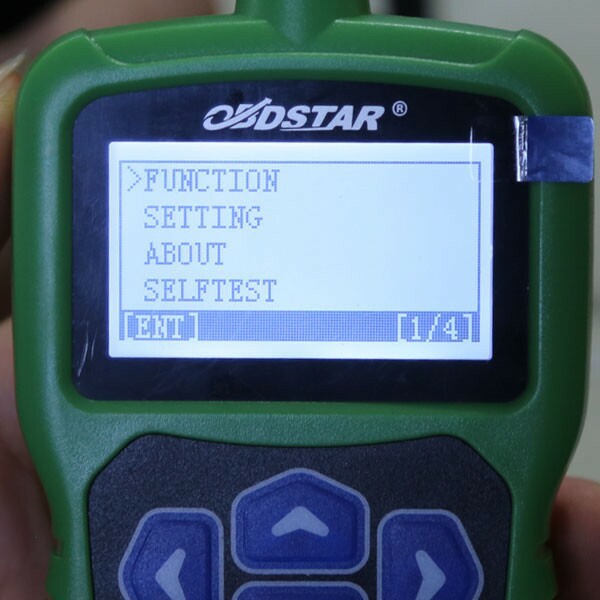 OBDSTAR®
>FUNCTION
SETTING
ABOUT
SELFTEST
[ENT] [1/4]